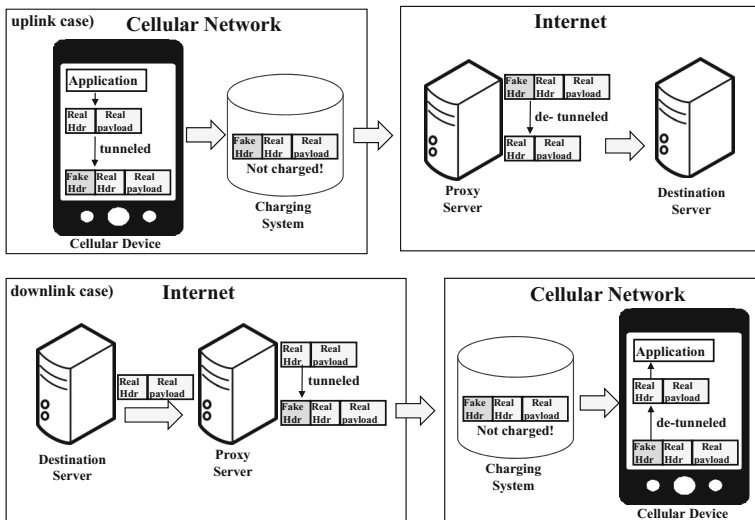 uplink case)
Cellular Network
Application
Real Real
Hdr payload
tunneled
Fake Real Real
Hdr Hdr payload
Cellular Device
Fake Real Real
Hdr Hdr payload
Not charged!
Charging
System
Internet
Fake Real Real
Hdr Hdr Payload
de- tunneled
Real Real
Hdr payload
Proxy
Server
Destination
Server
downlink case)
Internet
Real Real
Hdr payload
Destination
Server
Real Real
Hdr payload
tunneled
Fake Real Real
Hdr Hdr payload
Proxy
Server
Cellular Network
Fake Real Real
Hdr Hdr payload
Not charged!
Charging
System
Application
Real Real
Hdr payload
de-tunneled
Fake Real Real
Hdr Hdr payload
Cellular Device